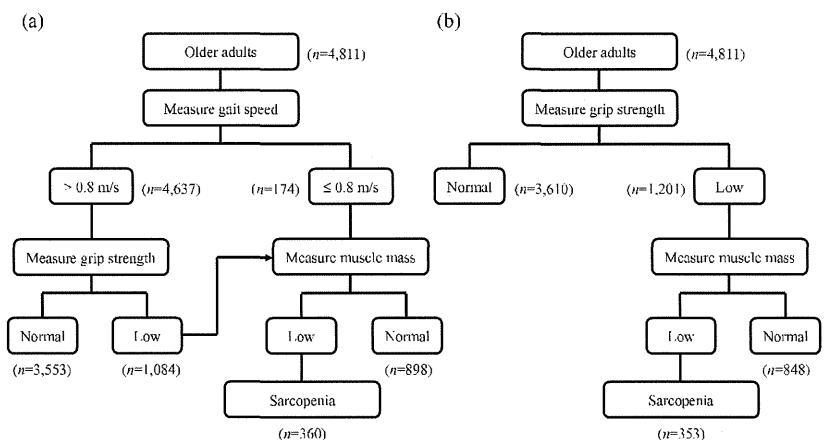 (a)
Older adults (n=4,811)
Measure gait speed
> 0.8 m/s (n=4,637) (n=174) ≤ 0.8 m/s
Measure grip strength Measure muscle mass
Normal Low Low Normal
(n=3,553) (n=1,084) (n=898)
Sarcopenia
(n=360)
(b)
Older adults (n=4,811)
Measure grip strength
Normal (n=3,610) (n=1,201) Low
Measure muscle mass
Low Normal
(n=848)
Sarcopenia
(n=353)